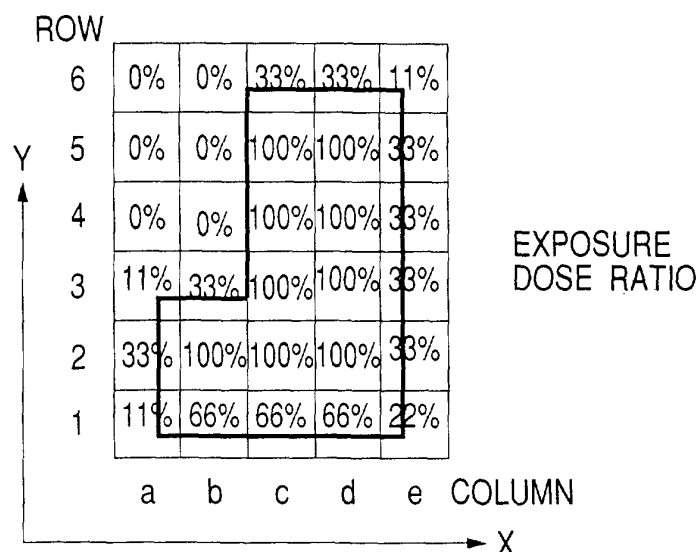 ROW
6 0% 0% 33% 33% 11%
Y 5 0% 0% 100% 100% 33%
4 0% 0% 100% 100% 33%
EXPOSURE
DOSE RATIO
3 11% 33% 100% 100% 33%
2 33% 100% 100% 100% 33%
1 11% 66% 66% 66% 22%
a b c d e COLUMN
X